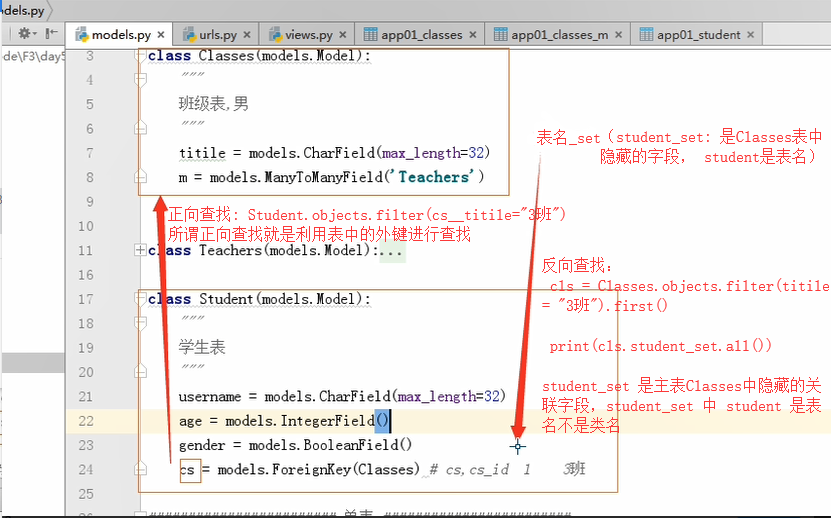 dels.py
models.py
urls.py
views.py
app01_classes
app01_classes_m
app01_student
de\F3\day5
3 class Classes(models.Model):
4 """
5 班级表,男
6 """
7 titile = models.CharField(max_length=32)
8 m = models.ManyToManyField('Teachers')
9
10
11 class Teachers(models.Model):...
16
17 class Student(models.Model):
18 """
19 学生表
20 """
21 username = models.CharField(max_length=32)
22 age = models.IntegerField()
23 gender = models.BooleanField()
24 cs = models.ForeignKey(Classes) # cs,cs_id 1 3班
25
26 ######################## 单表 ########################
正向查找: Student.objects.filter(cs__titile="3班")
所谓正向查找就是利用表中的外键进行查找
表名_set（student_set: 是Classes表中
隐藏的字段， student是表名）
反向查找：
cls = Classes.objects.filter(titile
= "3班").first()
print(cls.student_set.all())
student_set 是主表Classes中隐藏的关
联字段，student_set 中 student 是表
名不是类名